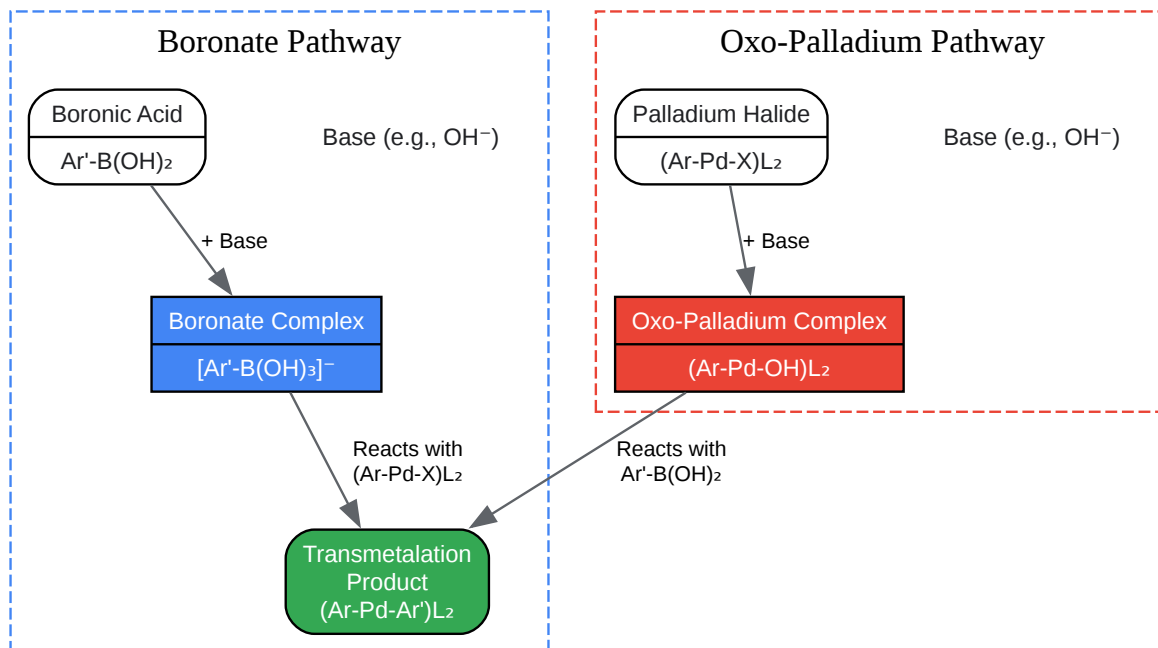 Boronate Pathway
Boronic Acid
Ar'-B(OH)₂
Base (e.g., OH⁻)
+ Base
Boronate Complex
[Ar'-B(OH)₃]⁻
Reacts with
(Ar-Pd-X)L₂
Transmetalation
Product
(Ar-Pd-Ar')L₂
Oxo-Palladium Pathway
Palladium Halide
(Ar-Pd-X)L₂
Base (e.g., OH⁻)
+ Base
Oxo-Palladium Complex
(Ar-Pd-OH)L₂
Reacts with
Ar'-B(OH)₂